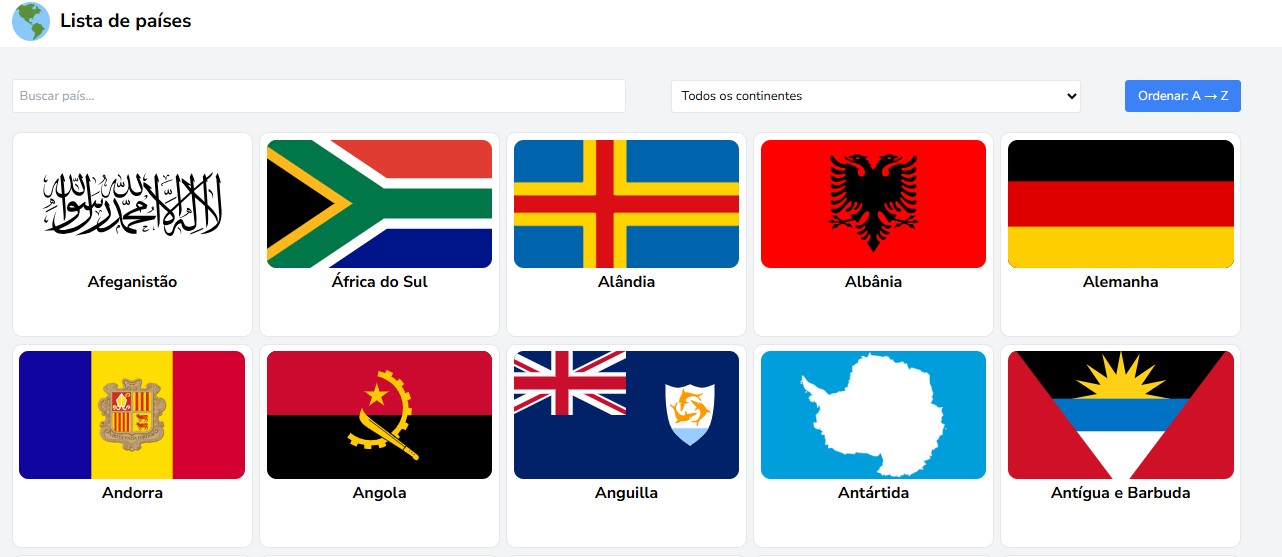 Lista de países
Buscar país...
Todos os continentes
Ordenar: A → Z
لا إله إلا الله محمد رسول الله
Afeganistão
África do Sul
Alândia
Albânia
Alemanha
Andorra
Angola
Anguilla
Antártida
Antígua e Barbuda